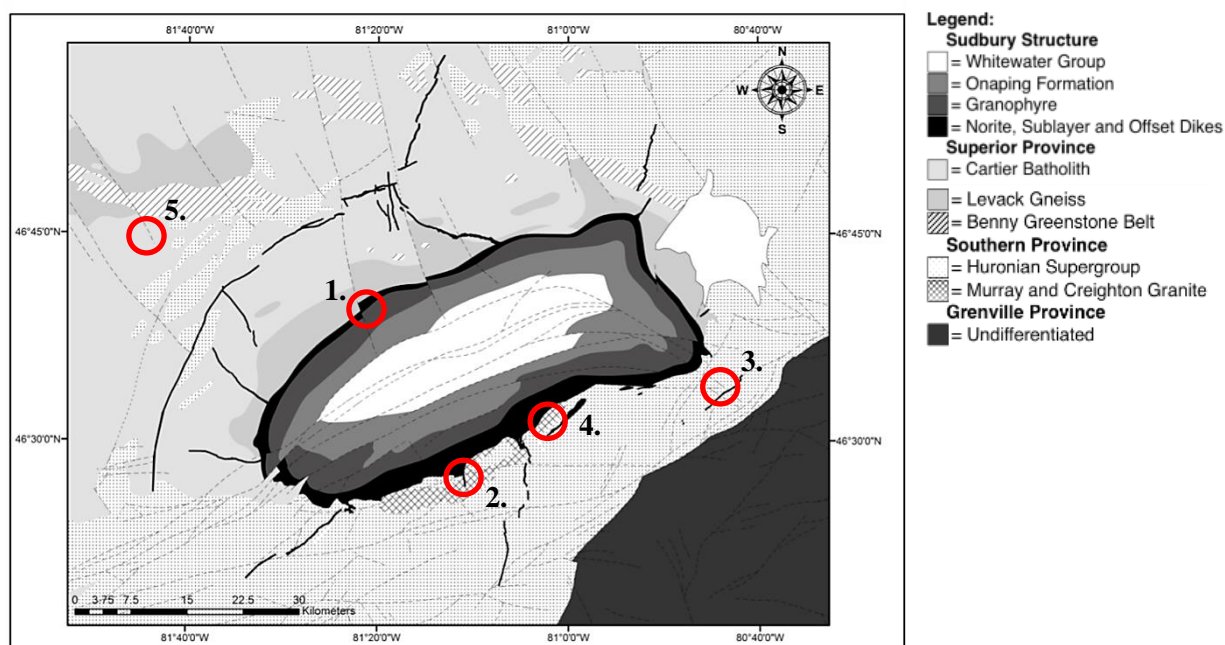 81°40'0"W 81°20'0"W 81°0'0"W 80°40'0"W
N
W E
S
5.
46°45'0"N 46°45'0"N
1.
3.
4.
46°30'0"N 46°30'0"N
2.
0 3.75 7.5 15 22.5 30
Kilometers
81°40'0"W 81°20'0"W 81°0'0"W 80°40'0"W
Legend:
Sudbury Structure
= Whitewater Group
= Onaping Formation
= Granophyre
= Norite, Sublayer and Offset Dikes
Superior Province
= Cartier Batholith
= Levack Gneiss
= Benny Greenstone Belt
Southern Province
= Huronian Supergroup
= Murray and Creighton Granite
Grenville Province
= Undifferentiated